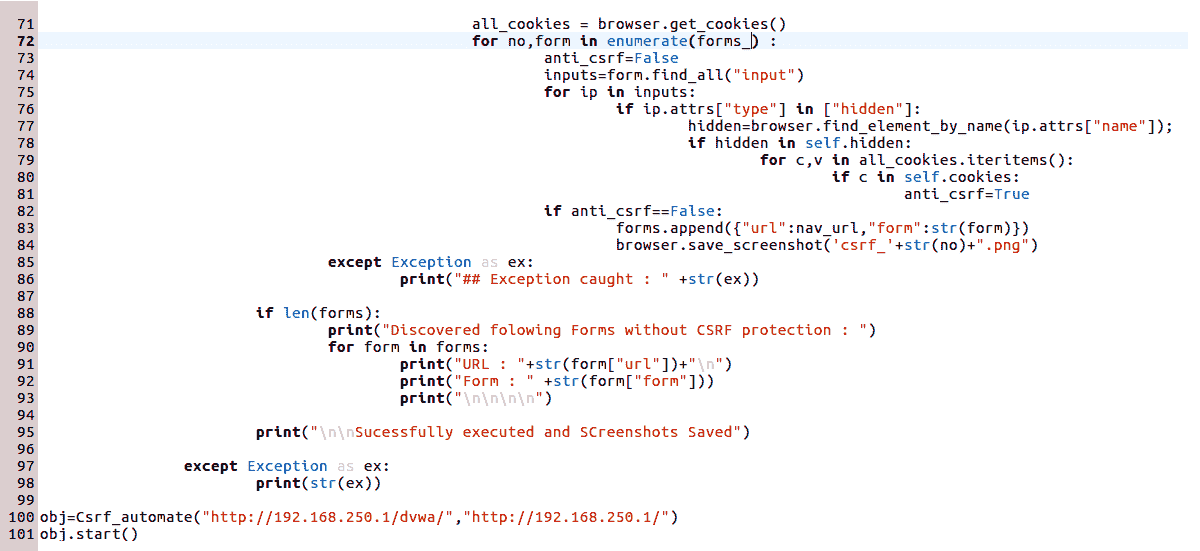 71 all_cookies = browser.get_cookies()
72 for no,form in enumerate(forms_) :
73 anti_csrf=False
74 inputs=form.find_all("input")
75 for ip in inputs:
76 if ip.attrs["type"] in ["hidden"]:
77 hidden=browser.find_element_by_name(ip.attrs["name"]);
78 if hidden in self.hidden:
79 for c,v in all_cookies.iteritems():
80 if c in self.cookies:
81 anti_csrf=True
82 if anti_csrf==False:
83 forms.append({"url":nav_url,"form":str(form)})
84 browser.save_screenshot('csrf_'+str(no)+".png")
85 except Exception as ex:
86 print("## Exception caught : " +str(ex))
87
88 if len(forms):
89 print("Discovered folowing Forms without CSRF protection : ")
90 for form in forms:
91 print("URL : "+str(form["url"])+"\n")
92 print("Form : " +str(form["form"]))
93 print("\n\n\n\n")
94
95 print("\n\nSucessfully executed and SCreenshots Saved")
96
97 except Exception as ex:
98 print(str(ex))
99
100 obj=Csrf_automate("http://192.168.250.1/dvwa/","http://192.168.250.1/")
101 obj.start()